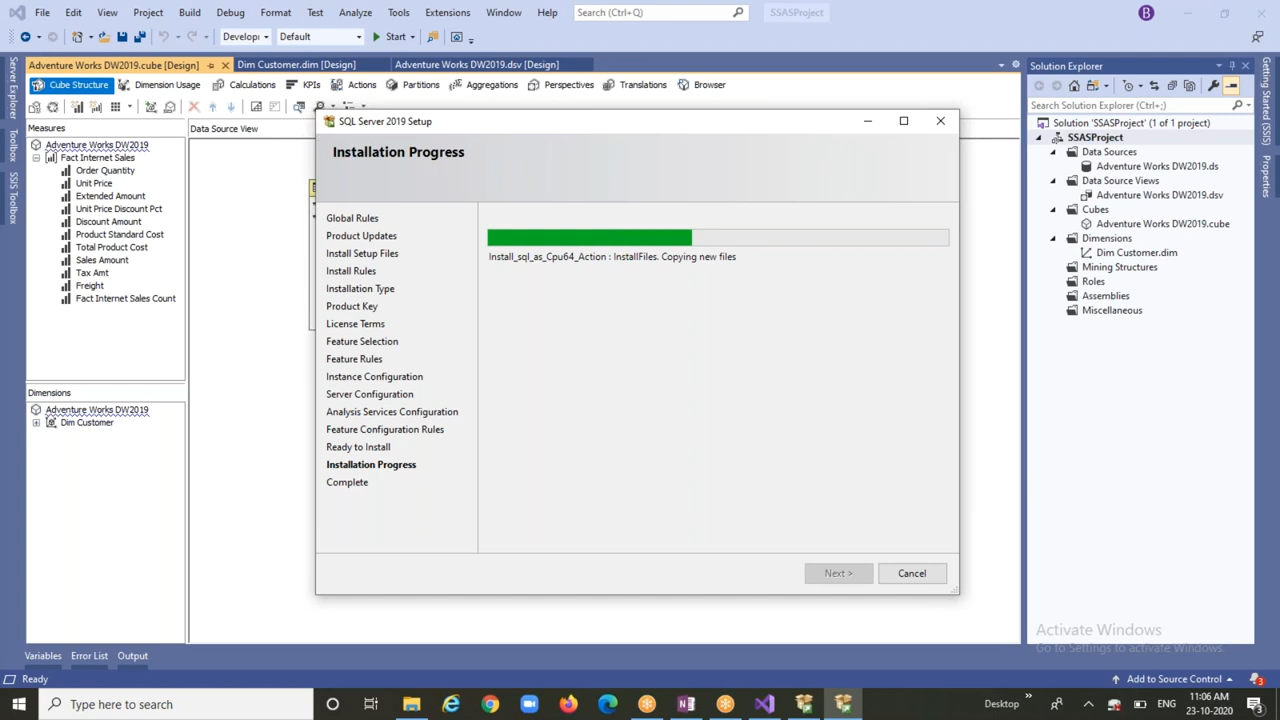 File Edit View Project Build Debug Format Test Analyze Tools Extensions Window Help Search (Ctrl+Q) SSASProject B
Develop Default Start
Adventure Works DW2019.cube [Design] Dim Customer.dim [Design] Adventure Works DW2019.dsv [Design]
Cube Structure Dimension Usage Calculations KPIs Actions Partitions Aggregations Perspectives Translations Browser
Server Explorer
Toolbox
SSIS Toolbox
Measures
Adventure Works DW2019
Fact Internet Sales
Order Quantity
Unit Price
Extended Amount
Unit Price Discount Pct
Discount Amount
Product Standard Cost
Total Product Cost
Sales Amount
Tax Amt
Freight
Fact Internet Sales Count
Dimensions
Adventure Works DW2019
Dim Customer
Data Source View
SQL Server 2019 Setup
Installation Progress
Global Rules
Product Updates
Install Setup Files
Install Rules
Installation Type
Product Key
License Terms
Feature Selection
Feature Rules
Instance Configuration
Server Configuration
Analysis Services Configuration
Feature Configuration Rules
Ready to Install
Installation Progress
Complete
Install_sql_as_Cpu64_Action : InstallFiles. Copying new files
Next >
Cancel
Solution Explorer
Search Solution Explorer (Ctrl+;)
Solution 'SSASProject' (1 of 1 project)
SSASProject
Data Sources
Adventure Works DW2019.ds
Data Source Views
Adventure Works DW2019.dsv
Cubes
Adventure Works DW2019.cube
Dimensions
Dim Customer.dim
Mining Structures
Roles
Assemblies
Miscellaneous
Getting Started (SSIS)
Properties
Activate Windows
Go to Settings to activate Windows.
Variables Error List Output
Ready
Add to Source Control
Type here to search
Desktop
ENG
11:06 AM
23-10-2020